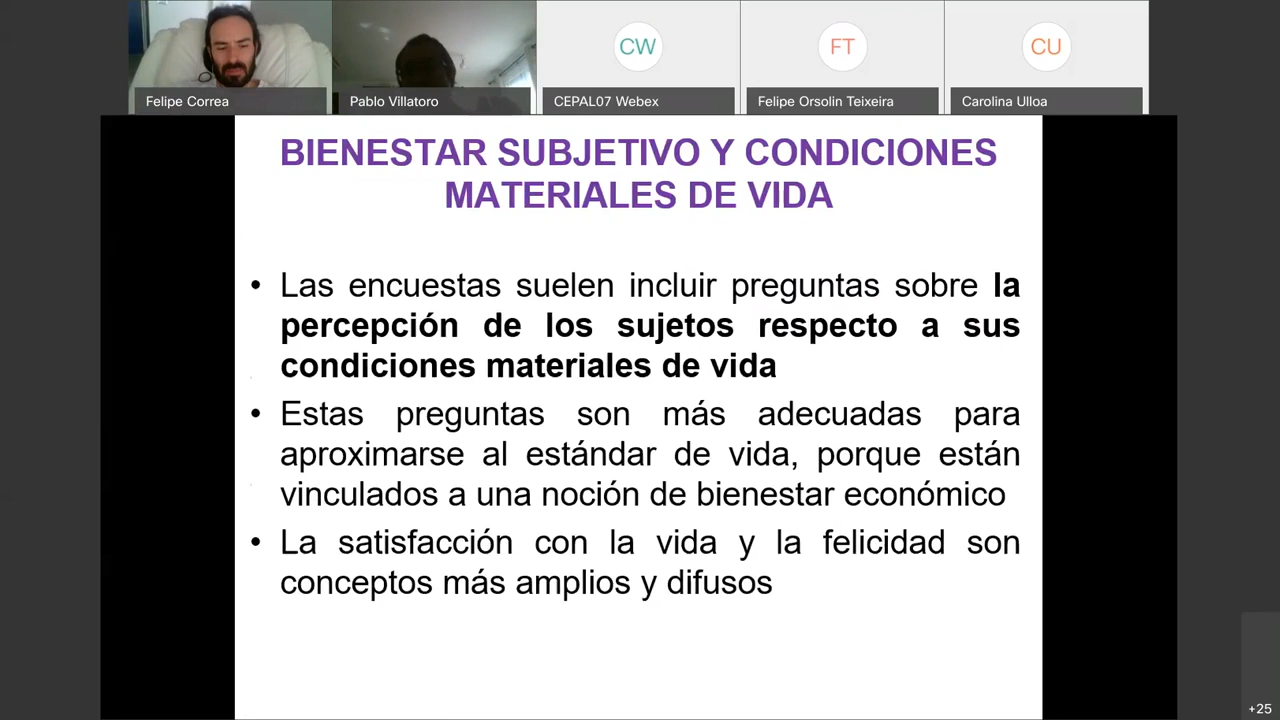 CW
FT
CU
Felipe Correa
Pablo Villatoro
CEPAL07 Webex
Felipe Orsolin Teixeira
Carolina Ulloa
BIENESTAR SUBJETIVO Y CONDICIONES
MATERIALES DE VIDA
• Las encuestas suelen incluir preguntas sobre la
percepción de los sujetos respecto a sus
condiciones materiales de vida
• Estas preguntas son más adecuadas para
aproximarse al estándar de vida, porque están
vinculados a una noción de bienestar económico
• La satisfacción con la vida y la felicidad son
conceptos más amplios y difusos
+25